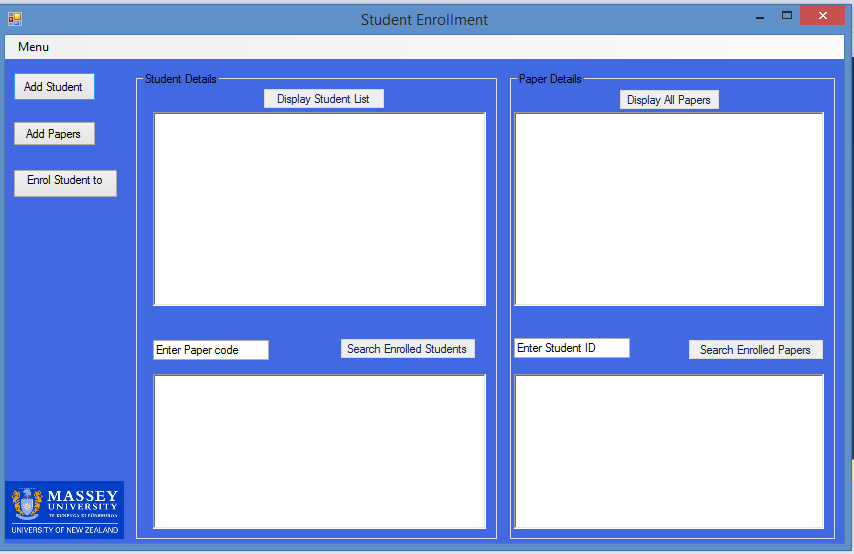 Student Enrollment
Menu
Add Student
Add Papers
Enrol Student to
Student Details
Display Student List
Enter Paper code
Search Enrolled Students
Paper Details
Display All Papers
Enter Student ID
Search Enrolled Papers
MASSEY
UNIVERSITY
TE KUNENGA KI PŪREHUROA
UNIVERSITY OF NEW ZEALAND